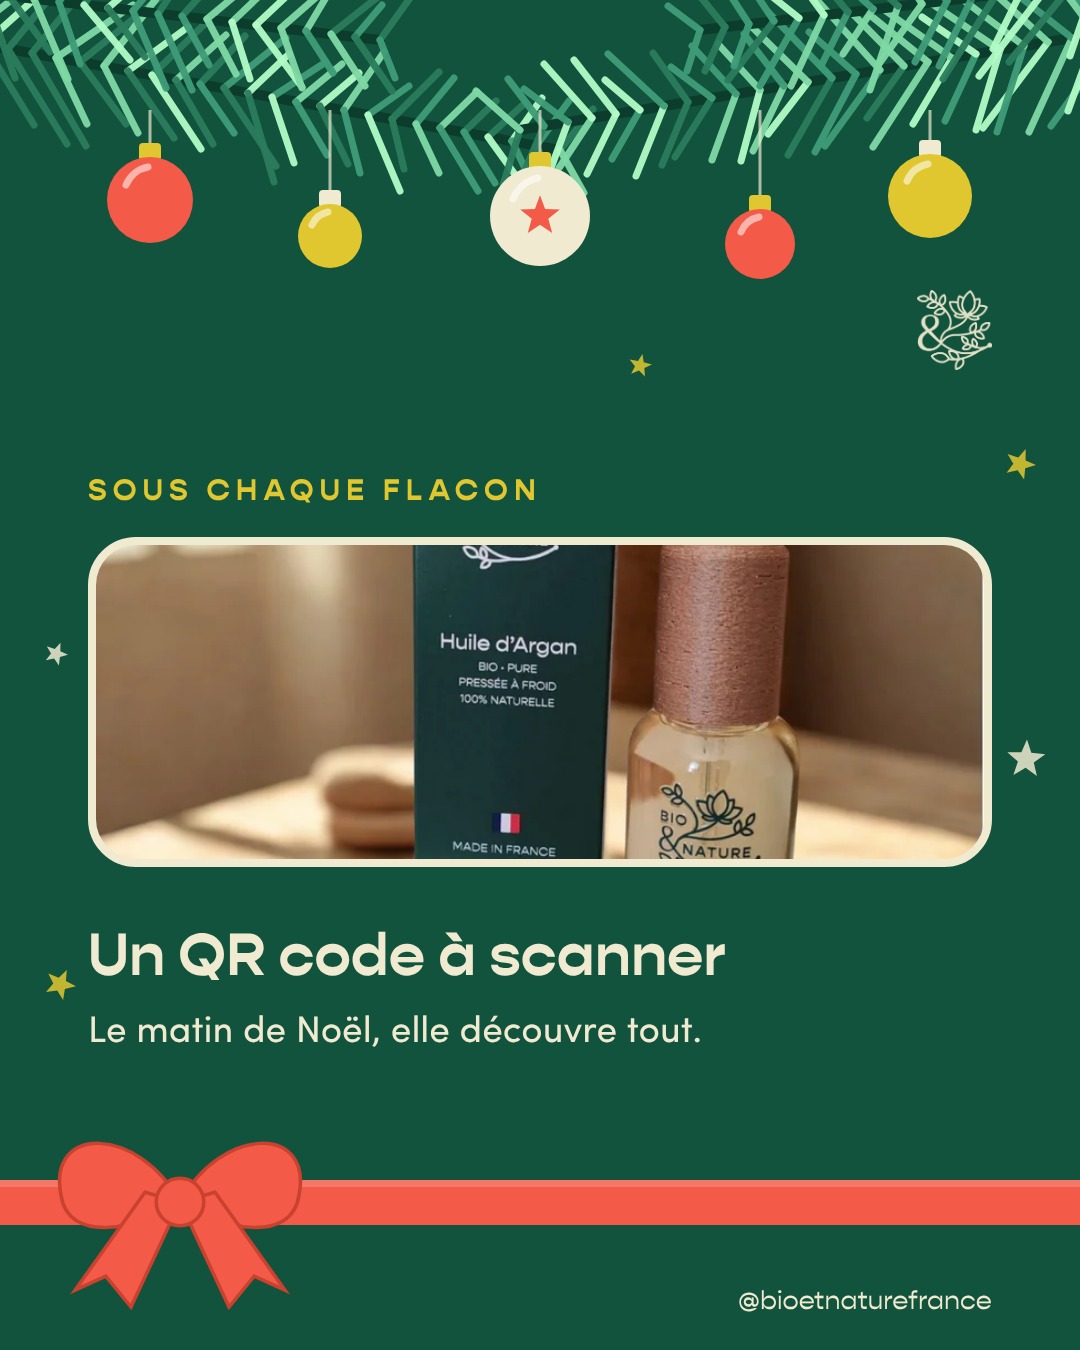 &
SOUS CHAQUE FLACON
Huile d'Argan
BIO • PURE
PRESSÉE À FROID
100% NATURELLE
MADE IN FRANCE
BIO
& NATURE
Un QR code à scanner
Le matin de Noël, elle découvre tout.
@bioetnaturefrance